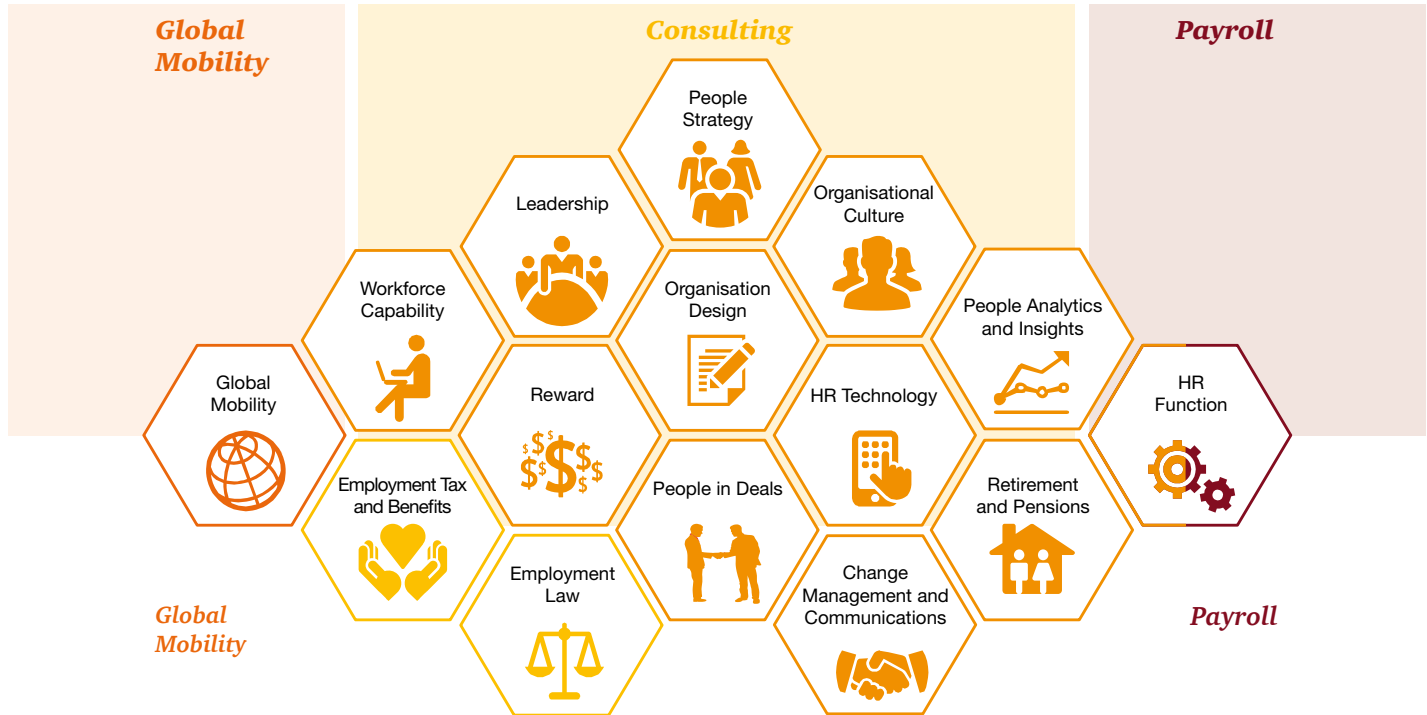 Global
Mobility
Consulting
Payroll
People
Strategy
Leadership
Organisational
Culture
Workforce
Capability
Organisation
Design
People Analytics
and Insights
Global
Mobility
Reward
HR Technology
HR
Function
Employment Tax
and Benefits
People in Deals
Retirement
and Pensions
Employment
Law
Change
Management and
Communications
Global
Mobility
Payroll
$ $ $ $ $ $ $ $ $